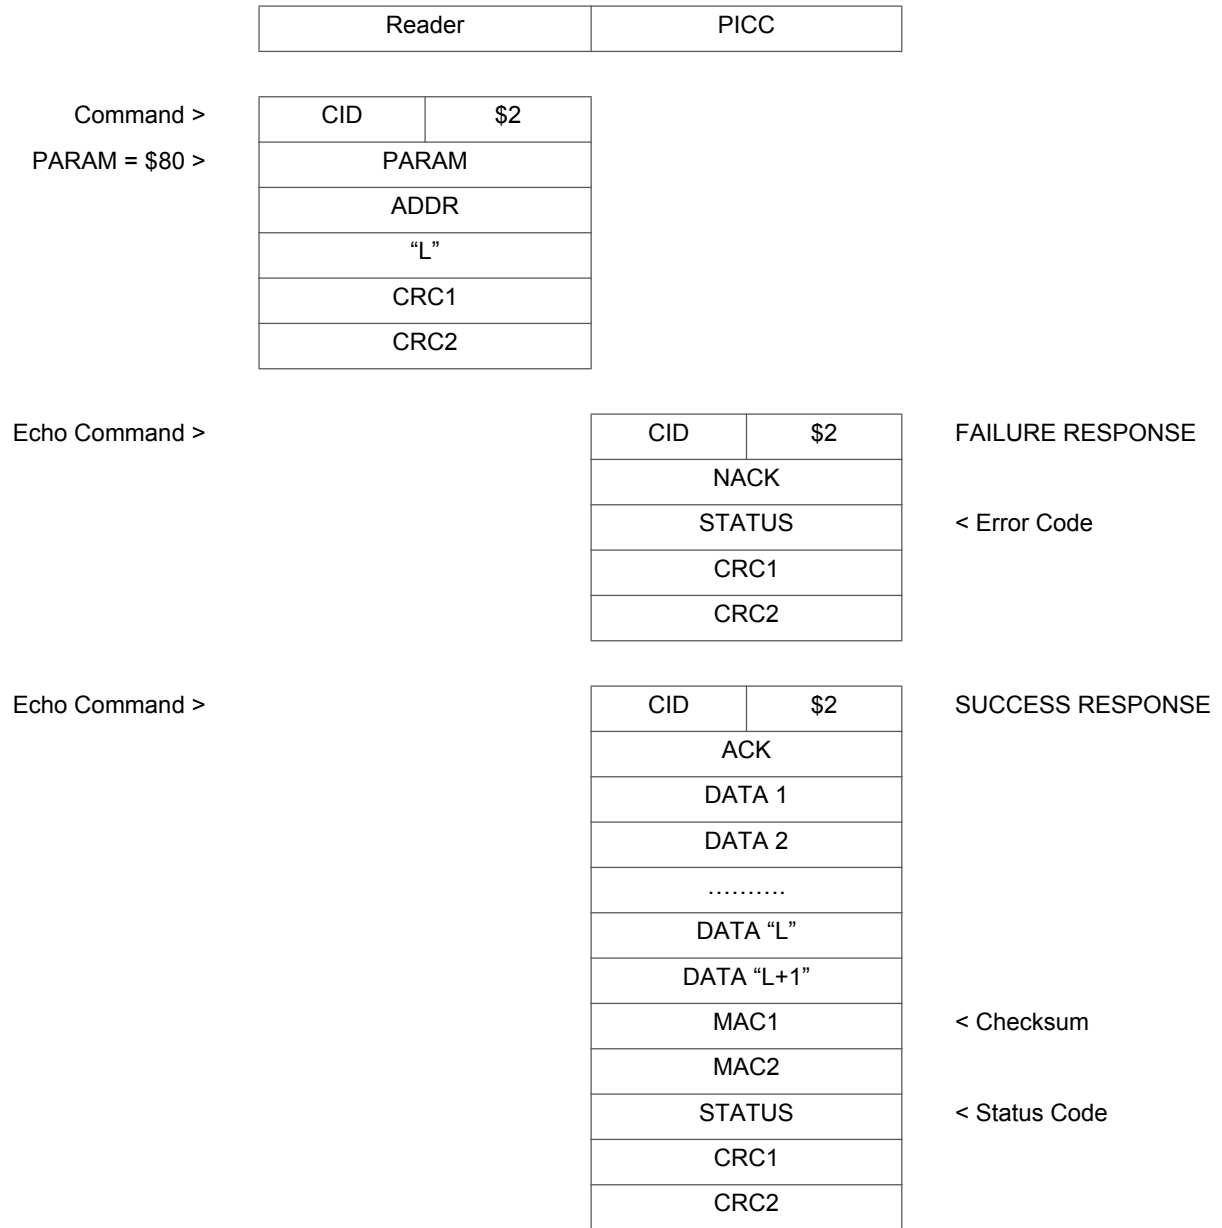 Reader PICC
Command > CID $2
PARAM = $80 > PARAM
ADDR
“L”
CRC1
CRC2
Echo Command > CID $2 FAILURE RESPONSE
NACK
STATUS < Error Code
CRC1
CRC2
Echo Command > CID $2 SUCCESS RESPONSE
ACK
DATA 1
DATA 2
……….
DATA “L”
DATA “L+1”
MAC1 < Checksum
MAC2
STATUS < Status Code
CRC1
CRC2